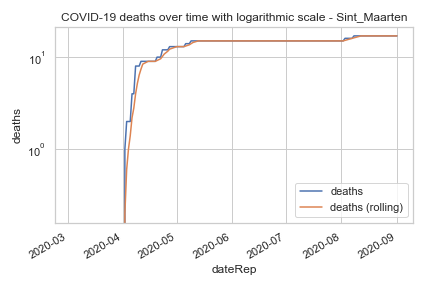 COVID-19 deaths over time with logarithmic scale - Sint_Maarten
deaths
10¹
10⁰
deaths
deaths (rolling)
2020-03
2020-04
2020-05
2020-06
2020-07
2020-08
2020-09
dateRep